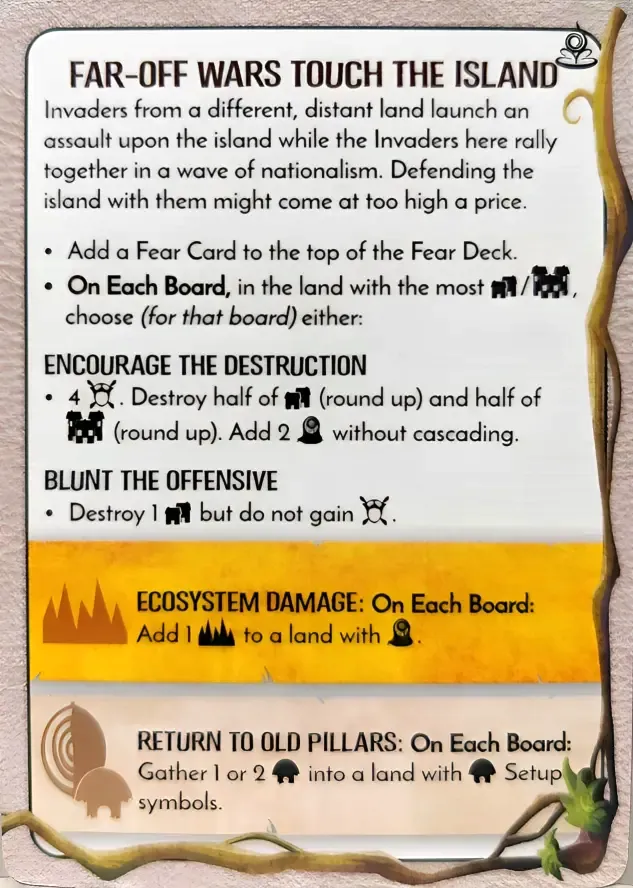 FAR-OFF WARS TOUCH THE ISLAND
Invaders from a different, distant land launch an
assault upon the island while the Invaders here rally
together in a wave of nationalism. Defending the
island with them might come at too high a price.
• Add a Fear Card to the top of the Fear Deck.
• On Each Board, in the land with the most / ,
choose (for that board) either:
ENCOURAGE THE DESTRUCTION
• 4 . Destroy half of (round up) and half of
(round up). Add 2 without cascading.
BLUNT THE OFFENSIVE
• Destroy 1 but do not gain .
ECOSYSTEM DAMAGE: On Each Board:
Add 1 to a land with .
RETURN TO OLD PILLARS: On Each Board:
Gather 1 or 2 into a land with Setup
symbols.